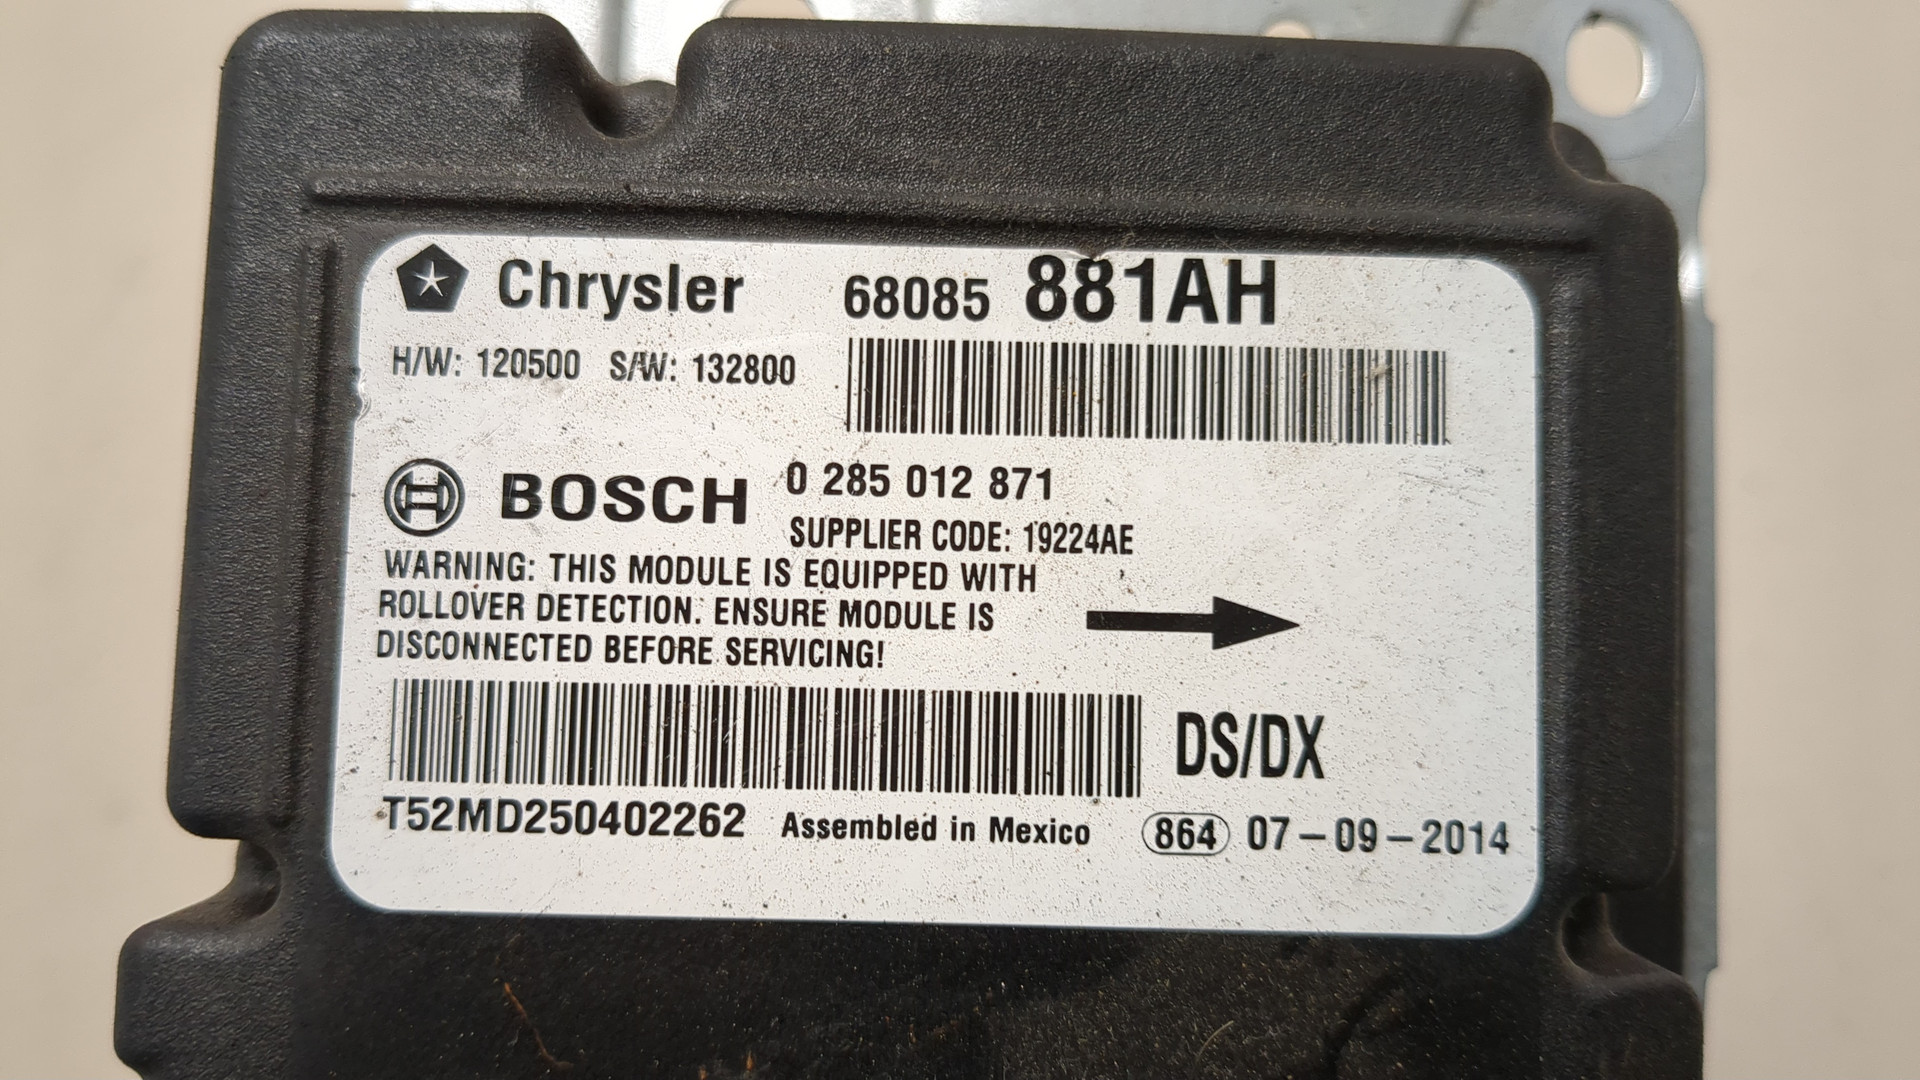 Chrysler 68085 881AH
H/W: 120500 S/W: 132800
BOSCH 0 285 012 871
SUPPLIER CODE: 19224AE
WARNING: THIS MODULE IS EQUIPPED WITH
ROLLOVER DETECTION. ENSURE MODULE IS
DISCONNECTED BEFORE SERVICING!
DS/DX
T52MD250402262 Assembled in Mexico 864 07-09-2014